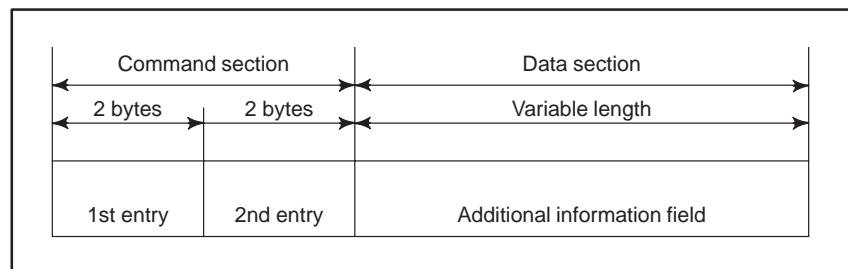 Command section Data section
2 bytes 2 bytes Variable length
1st entry 2nd entry Additional information field